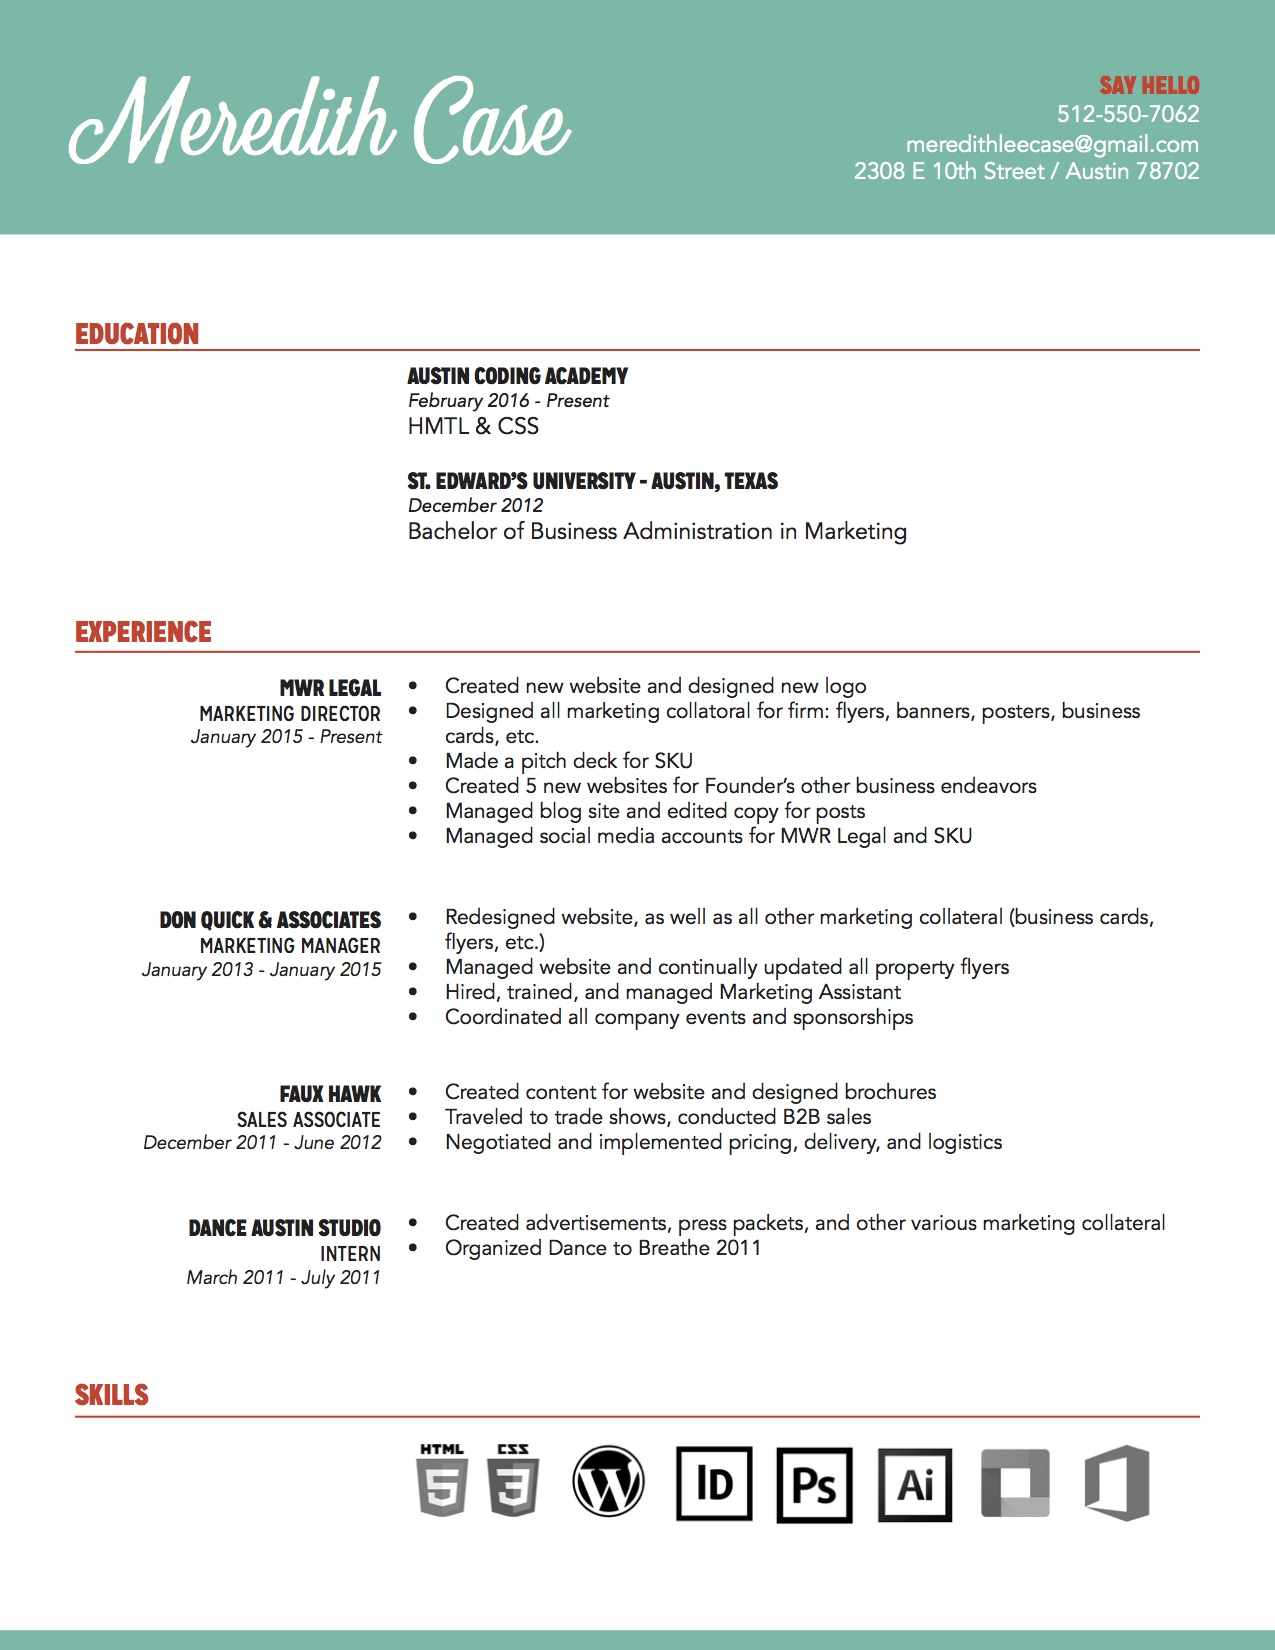 Meredith Case
SAY HELLO
512-550-7062
meredithleecase@gmail.com
2308 E 10th Street / Austin 78702
EDUCATION
AUSTIN CODING ACADEMY
February 2016 - Present
HMTL & CSS
ST. EDWARD'S UNIVERSITY - AUSTIN, TEXAS
December 2012
Bachelor of Business Administration in Marketing
EXPERIENCE
MWR LEGAL
MARKETING DIRECTOR
January 2015 - Present
• Created new website and designed new logo
• Designed all marketing collatoral for firm: flyers, banners, posters, business
cards, etc.
• Made a pitch deck for SKU
• Created 5 new websites for Founder's other business endeavors
• Managed blog site and edited copy for posts
• Managed social media accounts for MWR Legal and SKU
DON QUICK & ASSOCIATES
MARKETING MANAGER
January 2013 - January 2015
• Redesigned website, as well as all other marketing collateral (business cards,
flyers, etc.)
• Managed website and continually updated all property flyers
• Hired, trained, and managed Marketing Assistant
• Coordinated all company events and sponsorships
FAUX HAWK
SALES ASSOCIATE
December 2011 - June 2012
• Created content for website and designed brochures
• Traveled to trade shows, conducted B2B sales
• Negotiated and implemented pricing, delivery, and logistics
DANCE AUSTIN STUDIO
INTERN
March 2011 - July 2011
• Created advertisements, press packets, and other various marketing collateral
• Organized Dance to Breathe 2011
SKILLS
HTML 5 CSS 3 W ID Ps Ai